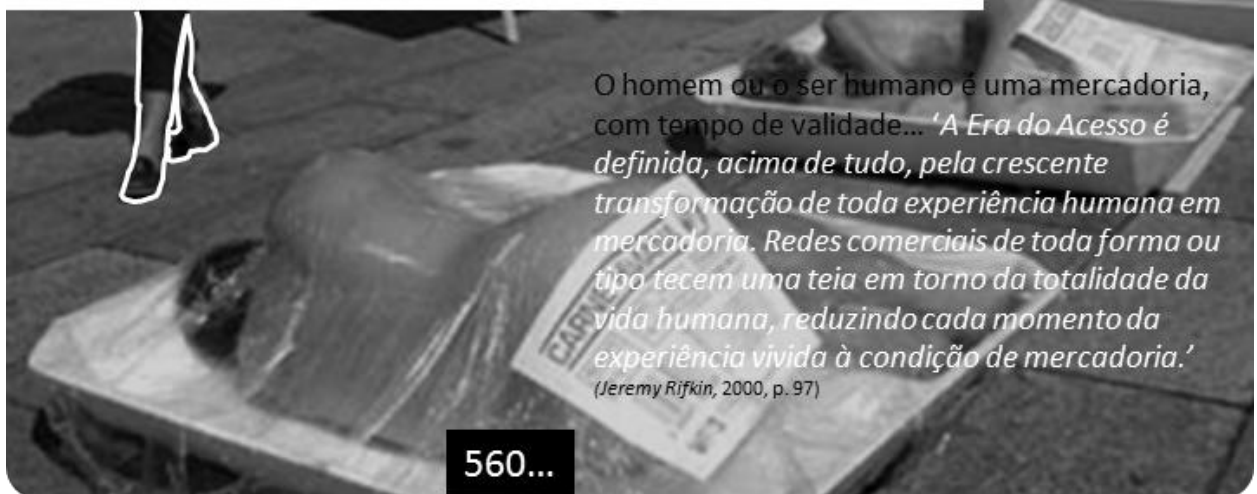 O homem ou o ser humano é uma mercadoria,
com tempo de validade... ‘A Era do Acesso é
definida, acima de tudo, pela crescente
transformação de toda experiência humana em
mercadoria. Redes comerciais de toda forma ou
tipo tecem uma teia em torno da totalidade da
vida humana, reduzindo cada momento da
experiência vivida à condição de mercadoria.’
(Jeremy Rifkin, 2000, p. 97)
CARNE
560...